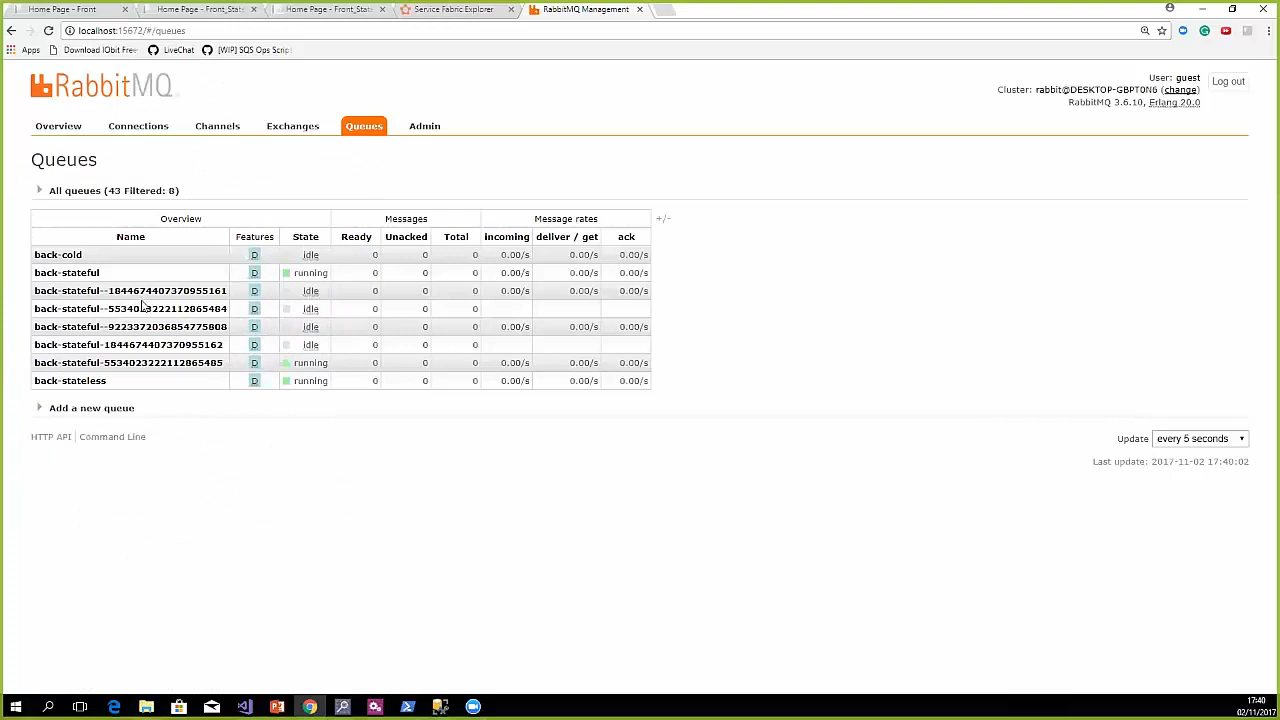 Home Page - Front
Home Page - Front_Stat
Home Page - Front_Stat
Service Fabric Explorer
RabbitMQ Management
localhost:15672/#/queues
Apps
Download IObit Free
LiveChat
[WIP] SQS Ops Scrip
RabbitMQ
User: guest
Log out
Cluster: rabbit@DESKTOP-GBPT0N6 (change)
RabbitMQ 3.6.10, Erlang 20.0
Overview Connections Channels Exchanges Queues Admin
Queues
All queues (43 Filtered: 8)
Overview Messages Message rates +/-
Name Features State Ready Unacked Total incoming deliver / get ack
back-cold D idle 0 0 0 0.00/s 0.00/s 0.00/s
back-stateful D running 0 0 0 0.00/s 0.00/s 0.00/s
back-stateful--1844674407370955161 D idle 0 0 0 0.00/s 0.00/s 0.00/s
back-stateful--5534023222112865484 D idle 0 0 0
back-stateful--9223372036854775808 D idle 0 0 0 0.00/s 0.00/s 0.00/s
back-stateful-1844674407370955162 D idle 0 0 0
back-stateful-5534023222112865485 D running 0 0 0 0.00/s 0.00/s 0.00/s
back-stateless D running 0 0 0 0.00/s 0.00/s 0.00/s
Add a new queue
HTTP API Command Line
Update every 5 seconds
Last update: 2017-11-02 17:40:02
17:40
02/11/2017